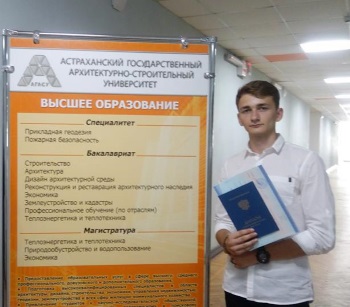 АГАСУ
АСТРАХАНСКИЙ ГОСУДАРСТВЕННЫЙ
АРХИТЕКТУРНО-СТРОИТЕЛЬНЫЙ
УНИВЕРСИТЕТ
ВЫСШЕЕ ОБРАЗОВАНИЕ
Специалитет
Прикладная геодезия
Пожарная безопасность
Бакалавриат
Строительство
Архитектура
Дизайн архитектурной среды
Реконструкция и реставрация архитектурного наследия
Экономика
Землеустройство и кадастры
Профессиональное обучение (по отраслям)
Теплоэнергетика и теплотехника
Магистратура
Теплоэнергетика и теплотехника
Природообустройство и водопользование
Экономика